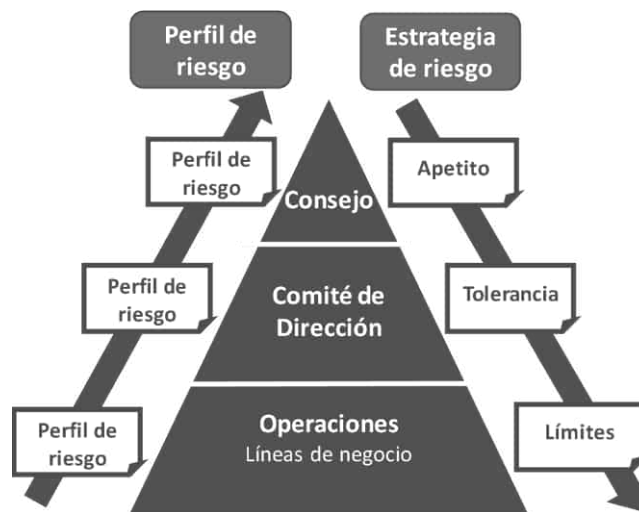 Perfil de
riesgo
Estrategia
de riesgo
Perfil de
riesgo
Consejo
Apetito
Perfil de
riesgo
Comité de
Dirección
Tolerancia
Perfil de
riesgo
Operaciones
Líneas de negocio
Límites